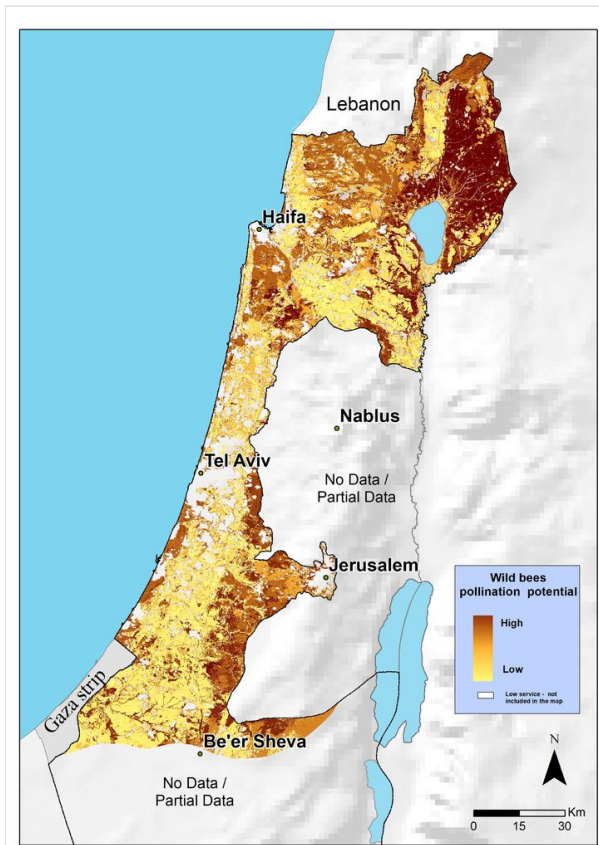 Lebanon
Haifa
Nablus
Tel Aviv
No Data /
Partial Data
Jerusalem
Wild bees
pollination potential
High
Low
Low service - not
included in the map
Gaza strip
Be'er Sheva
No Data /
Partial Data
N
Km
0 15 30